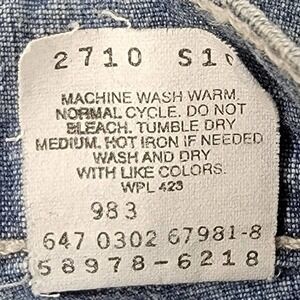 2710 S1
MACHINE WASH WARM
NORMAL CYCLE. DO NOT
BLEACH. TUMBLE DRY
MEDIUM. HOT IRON IF NEEDED
WASH AND DRY
WITH LIKE COLORS.
WPL 423
983
647 0302 67981-8
58978-6218